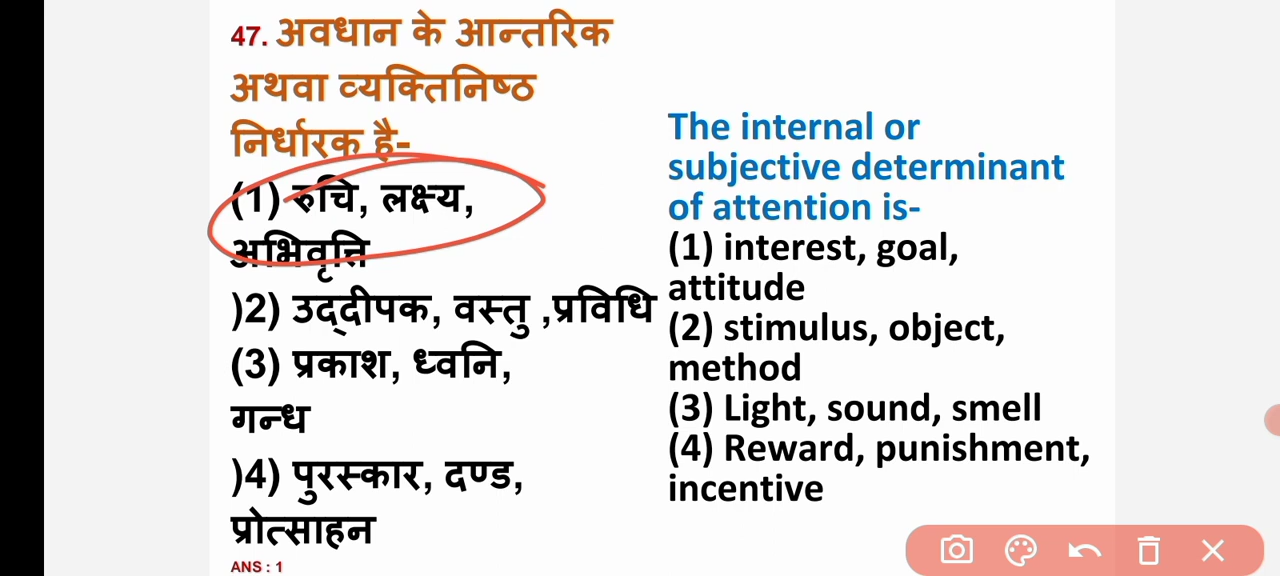 47. अवधान के आन्तरिक
अथवा व्यक्तिनिष्ठ
निर्धारक है-
(1) रुचि, लक्ष्य,
अभिवृत्ति
)2) उद्दीपक, वस्तु ,प्रविधि
(3) प्रकाश, ध्वनि,
गन्ध
)4) पुरस्कार, दण्ड,
प्रोत्साहन
ANS : 1
The internal or
subjective determinant
of attention is-
(1) interest, goal,
attitude
(2) stimulus, object,
method
(3) Light, sound, smell
(4) Reward, punishment,
incentive